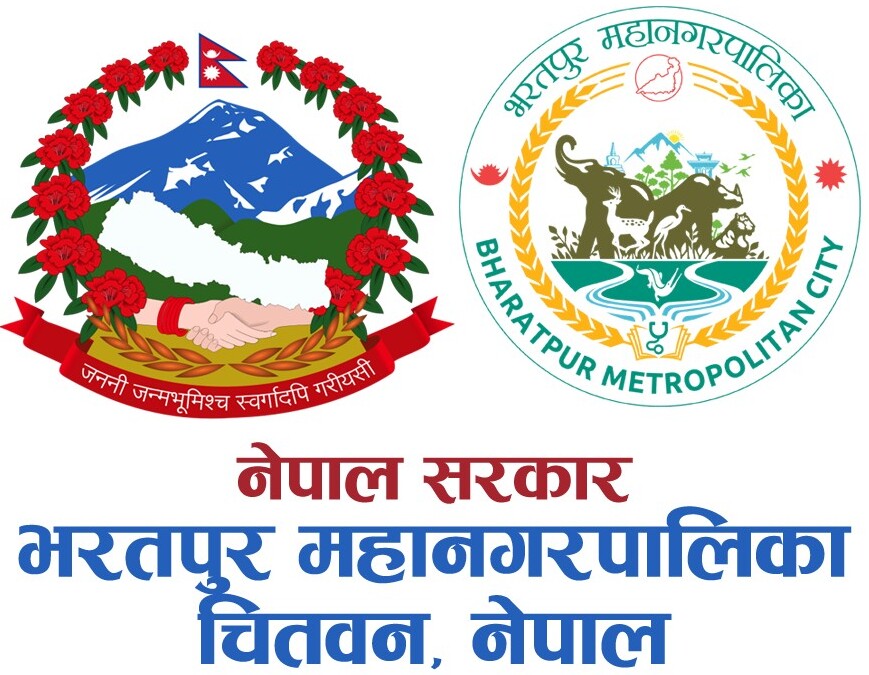 जननी जन्मभूमिश्च स्वर्गादपि गरीयसी
भरतपुर महानगरपालिका
BHARATPUR METROPOLITAN CITY
नेपाल सरकार
भरतपुर महानगरपालिका
चितवन, नेपाल